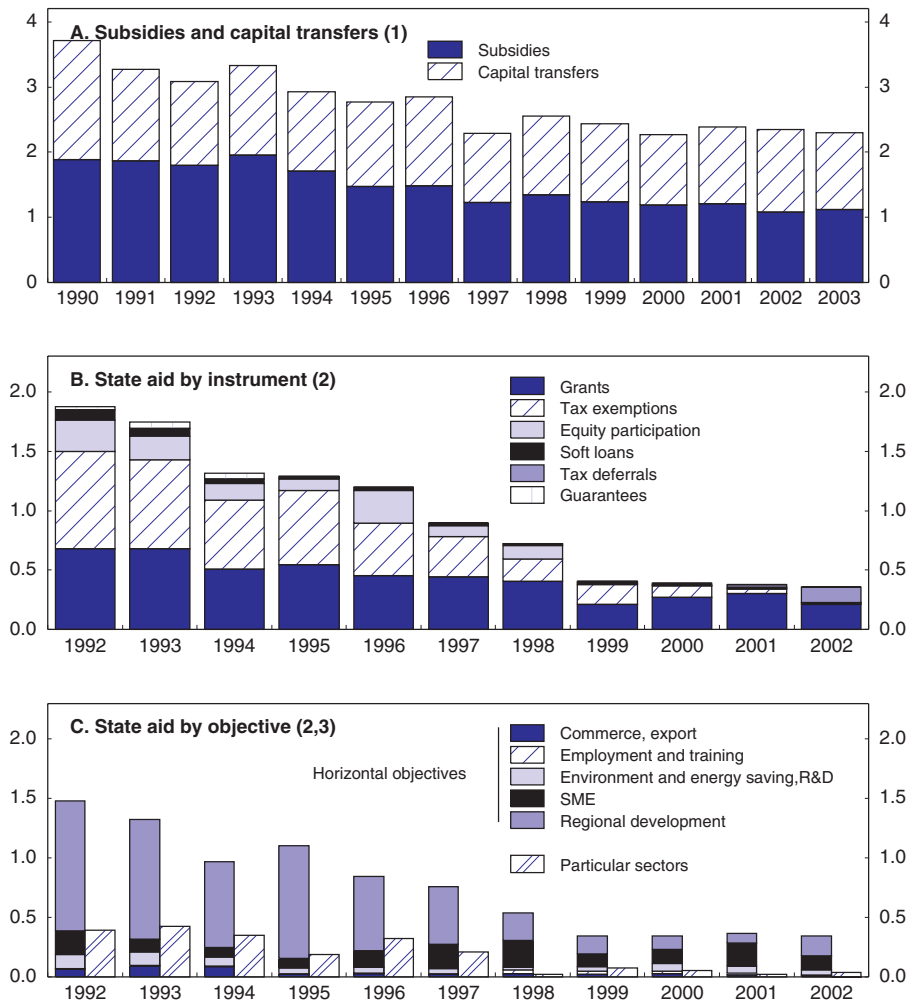 A. Subsidies and capital transfers (1)
Subsidies
Capital transfers
4 4
3 3
2 2
1 1
0 0
1990 1991 1992 1993 1994 1995 1996 1997 1998 1999 2000 2001 2002 2003
B. State aid by instrument (2)
Grants
Tax exemptions
Equity participation
Soft loans
Tax deferrals
Guarantees
2.0 2.0
1.5 1.5
1.0 1.0
0.5 0.5
0.0 0.0
1992 1993 1994 1995 1996 1997 1998 1999 2000 2001 2002
C. State aid by objective (2,3)
Horizontal objectives
Commerce, export
Employment and training
Environment and energy saving,R&D
SME
Regional development
Particular sectors
2.0 2.0
1.5 1.5
1.0 1.0
0.5 0.5
0.0 0.0
1992 1993 1994 1995 1996 1997 1998 1999 2000 2001 2002